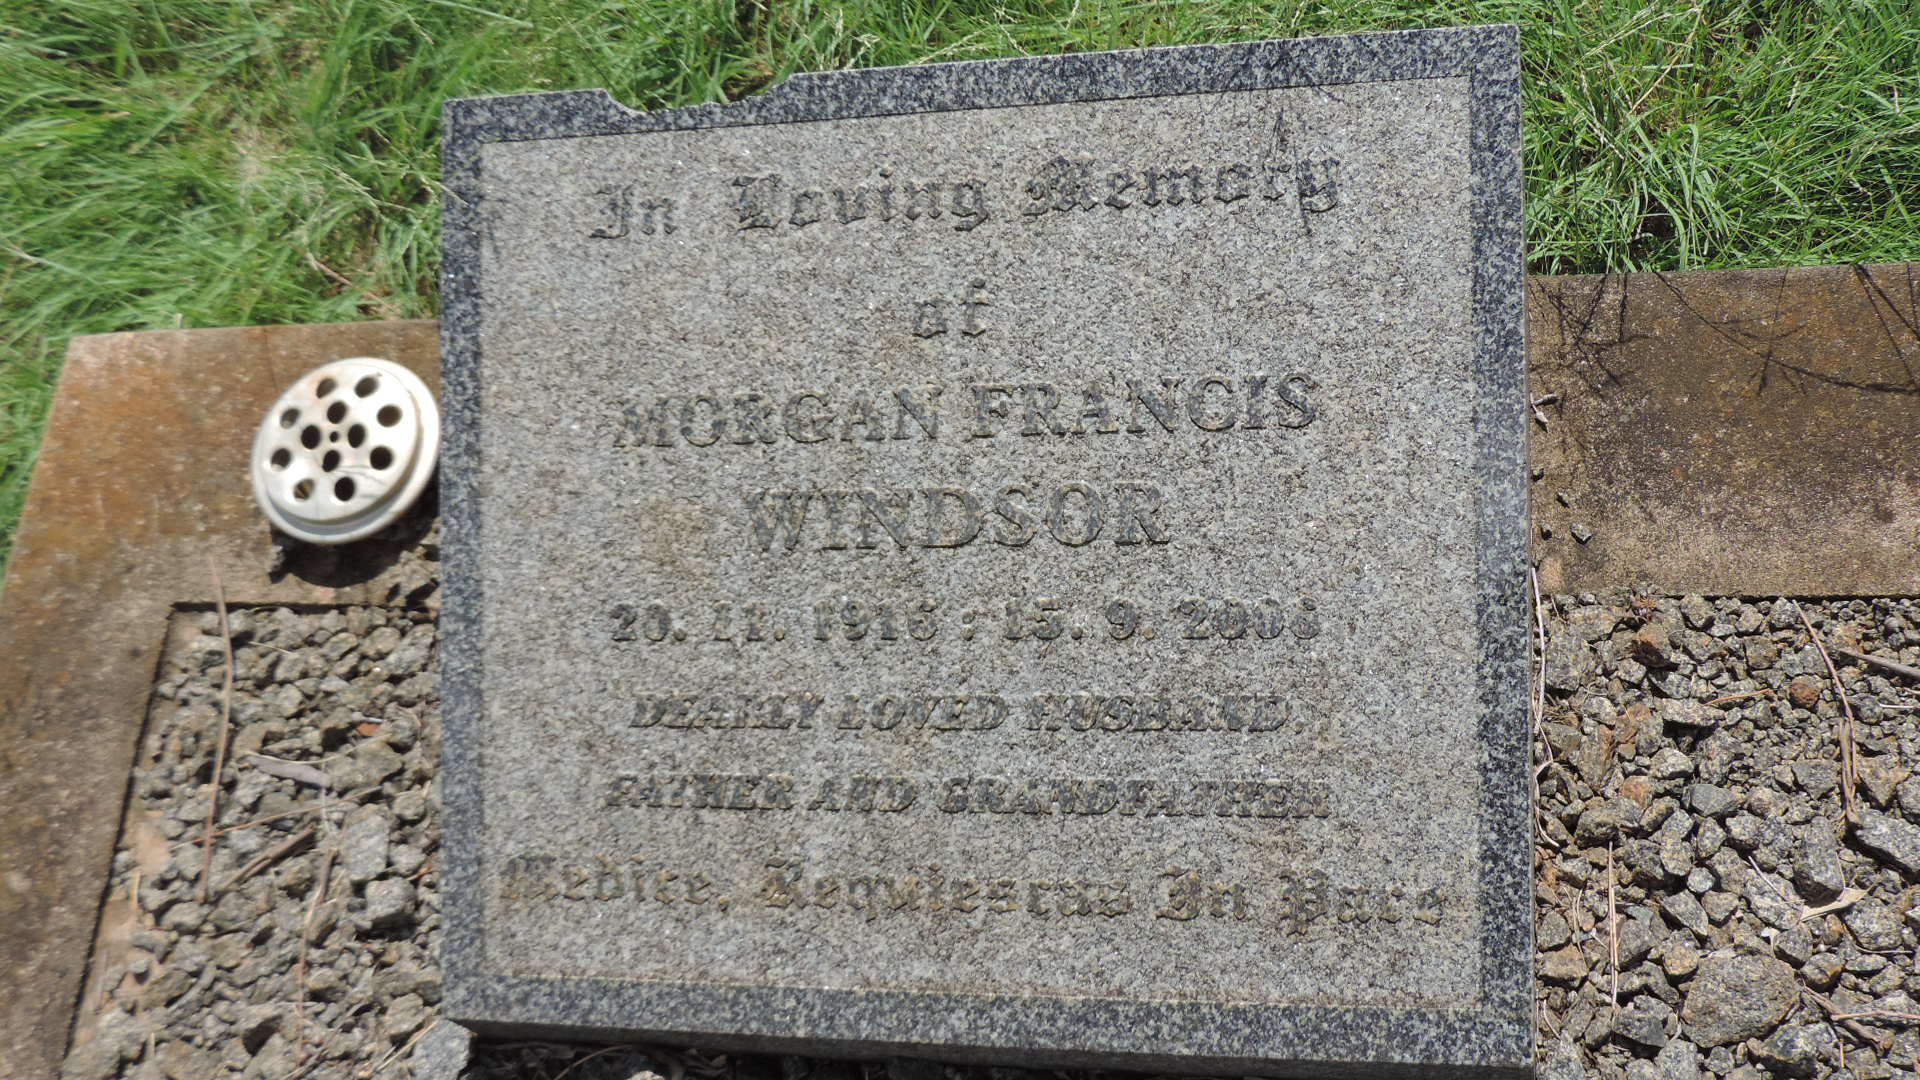 In Loving Memory
of
MORGAN FRANCIS
WINDSOR
20. 11. 1916 : 15. 9. 2006
DEARLY LOVED HUSBAND,
FATHER AND GRANDFATHER
Medice, Requiescas In Pace